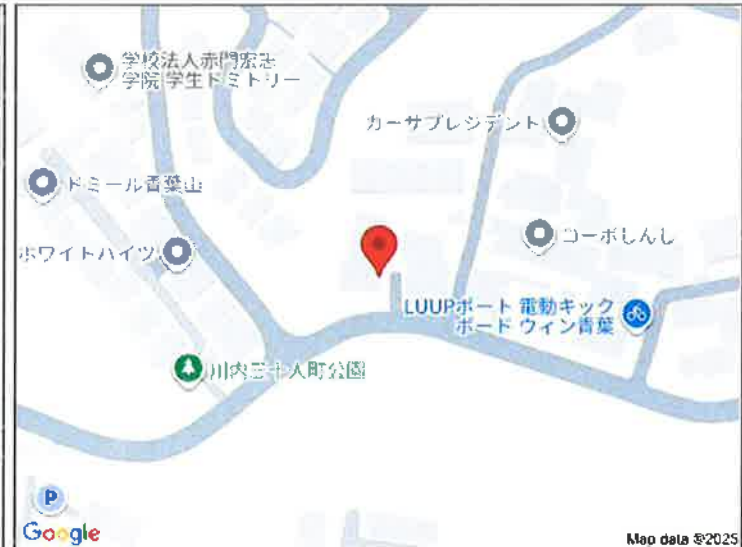 学校法人赤門宏志
学院 学生ドミトリー
カーサプレジデント
ドミール青葉山
ホワイトハイツ
コーポしんし
LUUPポート 電動キック
ボード ウィン青葉
川内三十人町公園
P
Google
Map data ©2025